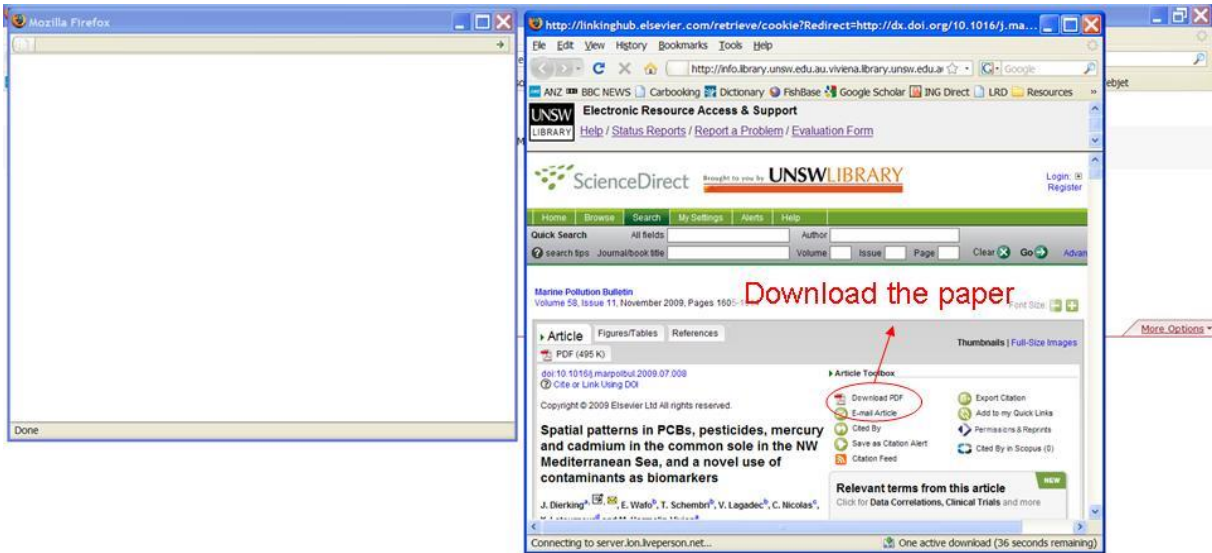 Mozilla Firefox
Done
http://linkinghub.elsevier.com/retrieve/cookie?Redirect=http://dx.doi.org/10.1016/j.ma...
File Edit View History Bookmarks Tools Help
http://info.library.unsw.edu.au.viviena.library.unsw.edu.a
Google
ANZ BBC NEWS Carbooking Dictionary FishBase Google Scholar ING Direct LRD Resources »
ebjet
UNSW
LIBRARY
Electronic Resource Access & Support
Help / Status Reports / Report a Problem / Evaluation Form
ScienceDirect Brought to you by UNSWLIBRARY
Login:
Register
Home Browse Search My Settings Alerts Help
Quick Search All fields Author
search tips Journal/book title Volume Issue Page Clear Go Advan
Marine Pollution Bulletin
Volume 58, Issue 11, November 2009, Pages 1605-
Download the paper
Font Size:
More Options
Article Figures/Tables References
Thumbnails | Full-Size Images
PDF (495 K)
doi:10.1016/j.marpolbul.2009.07.008
Cite or Link Using DOI
Copyright © 2009 Elsevier Ltd All rights reserved.
Spatial patterns in PCBs, pesticides, mercury
and cadmium in the common sole in the NW
Mediterranean Sea, and a novel use of
contaminants as biomarkers
J. Dierkingᵃ, E. Wafoᵇ, T. Schembriᵇ, V. Lagadecᵇ, C. Nicolas
Article Toolbox
Download PDF
E-mail Article
Cited By
Save as Citation Alert
Citation Feed
Export Citation
Add to my Quick Links
Permissions & Reprints
Cited By in Scopus (0)
NEW
Relevant terms from this article
Click for Data Correlations, Clinical Trials and more
Connecting to server.lon.liveperson.net...
One active download (36 seconds remaining)